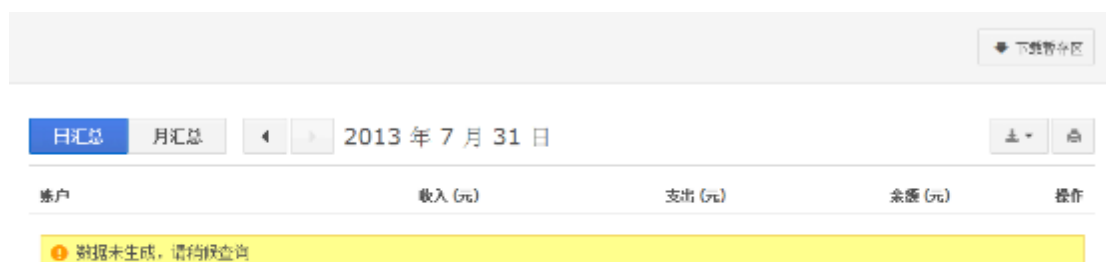 下载暂存区
日汇总 月汇总 2013 年 7 月 31 日
账户 收入 (元) 支出 (元) 余额 (元) 操作
数据未生成，请稍候查询